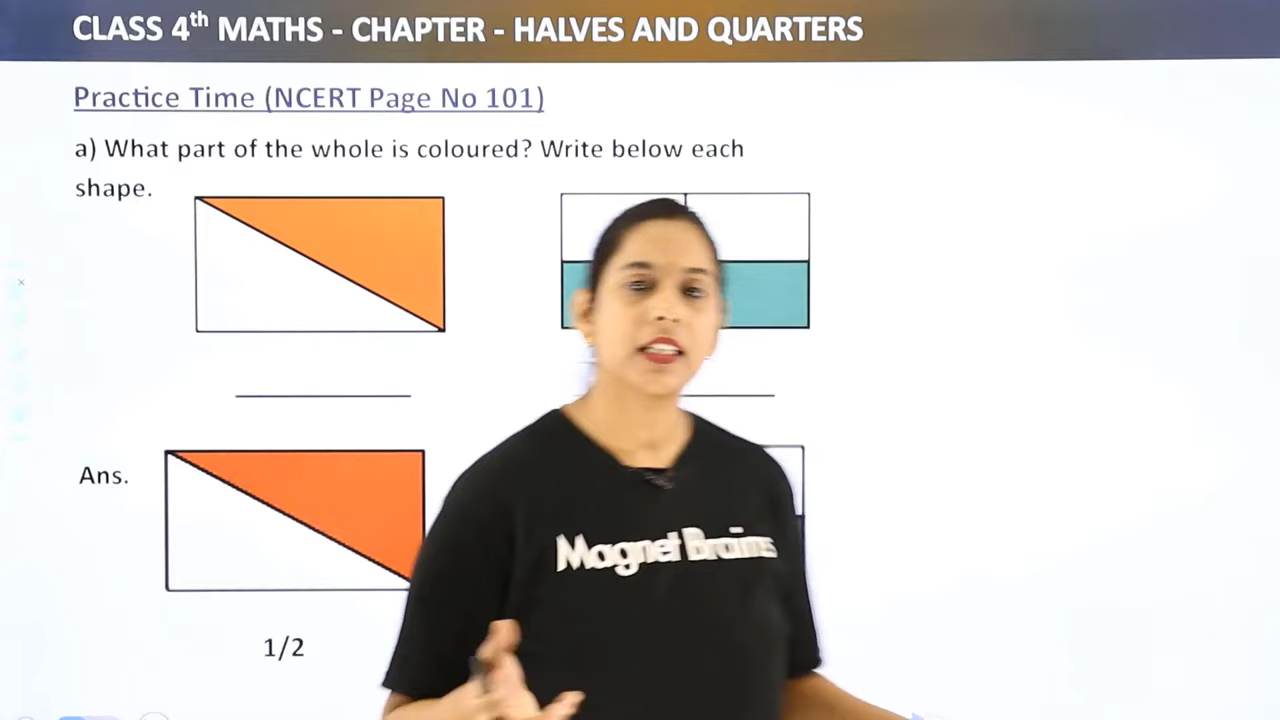 CLASS 4th MATHS - CHAPTER - HALVES AND QUARTERS
Practice Time (NCERT Page No 101)
a) What part of the whole is coloured? Write below each
shape.
Ans.
Magnet Brains
1/2